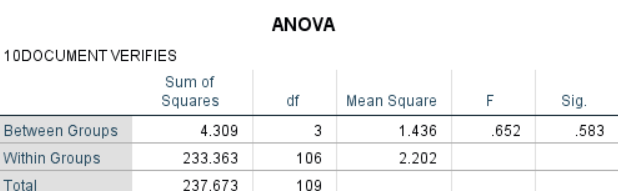 ANOVA
10DOCUMENT VERIFIES
Sum of Squares df Mean Square F Sig.
Between Groups 4.309 3 1.436 .652 .583
Within Groups 233.363 106 2.202
Total 237.673 109